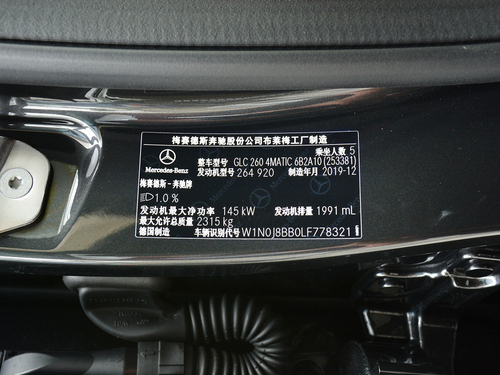 梅赛德斯奔驰股份公司布莱梅工厂制造
乘坐人数 5
整车型号 GLC 260 4MATIC 6B2A10 (253381)
Mercedes-Benz 发动机型号 264 920 制造年月 2019-12
梅赛德斯-奔驰牌
1.0 %
发动机最大净功率 145 kW 发动机排量 1991 mL
最大允许总质量 2315 kg
德国制造 车辆识别代号 W1N0J8BB0LF778321